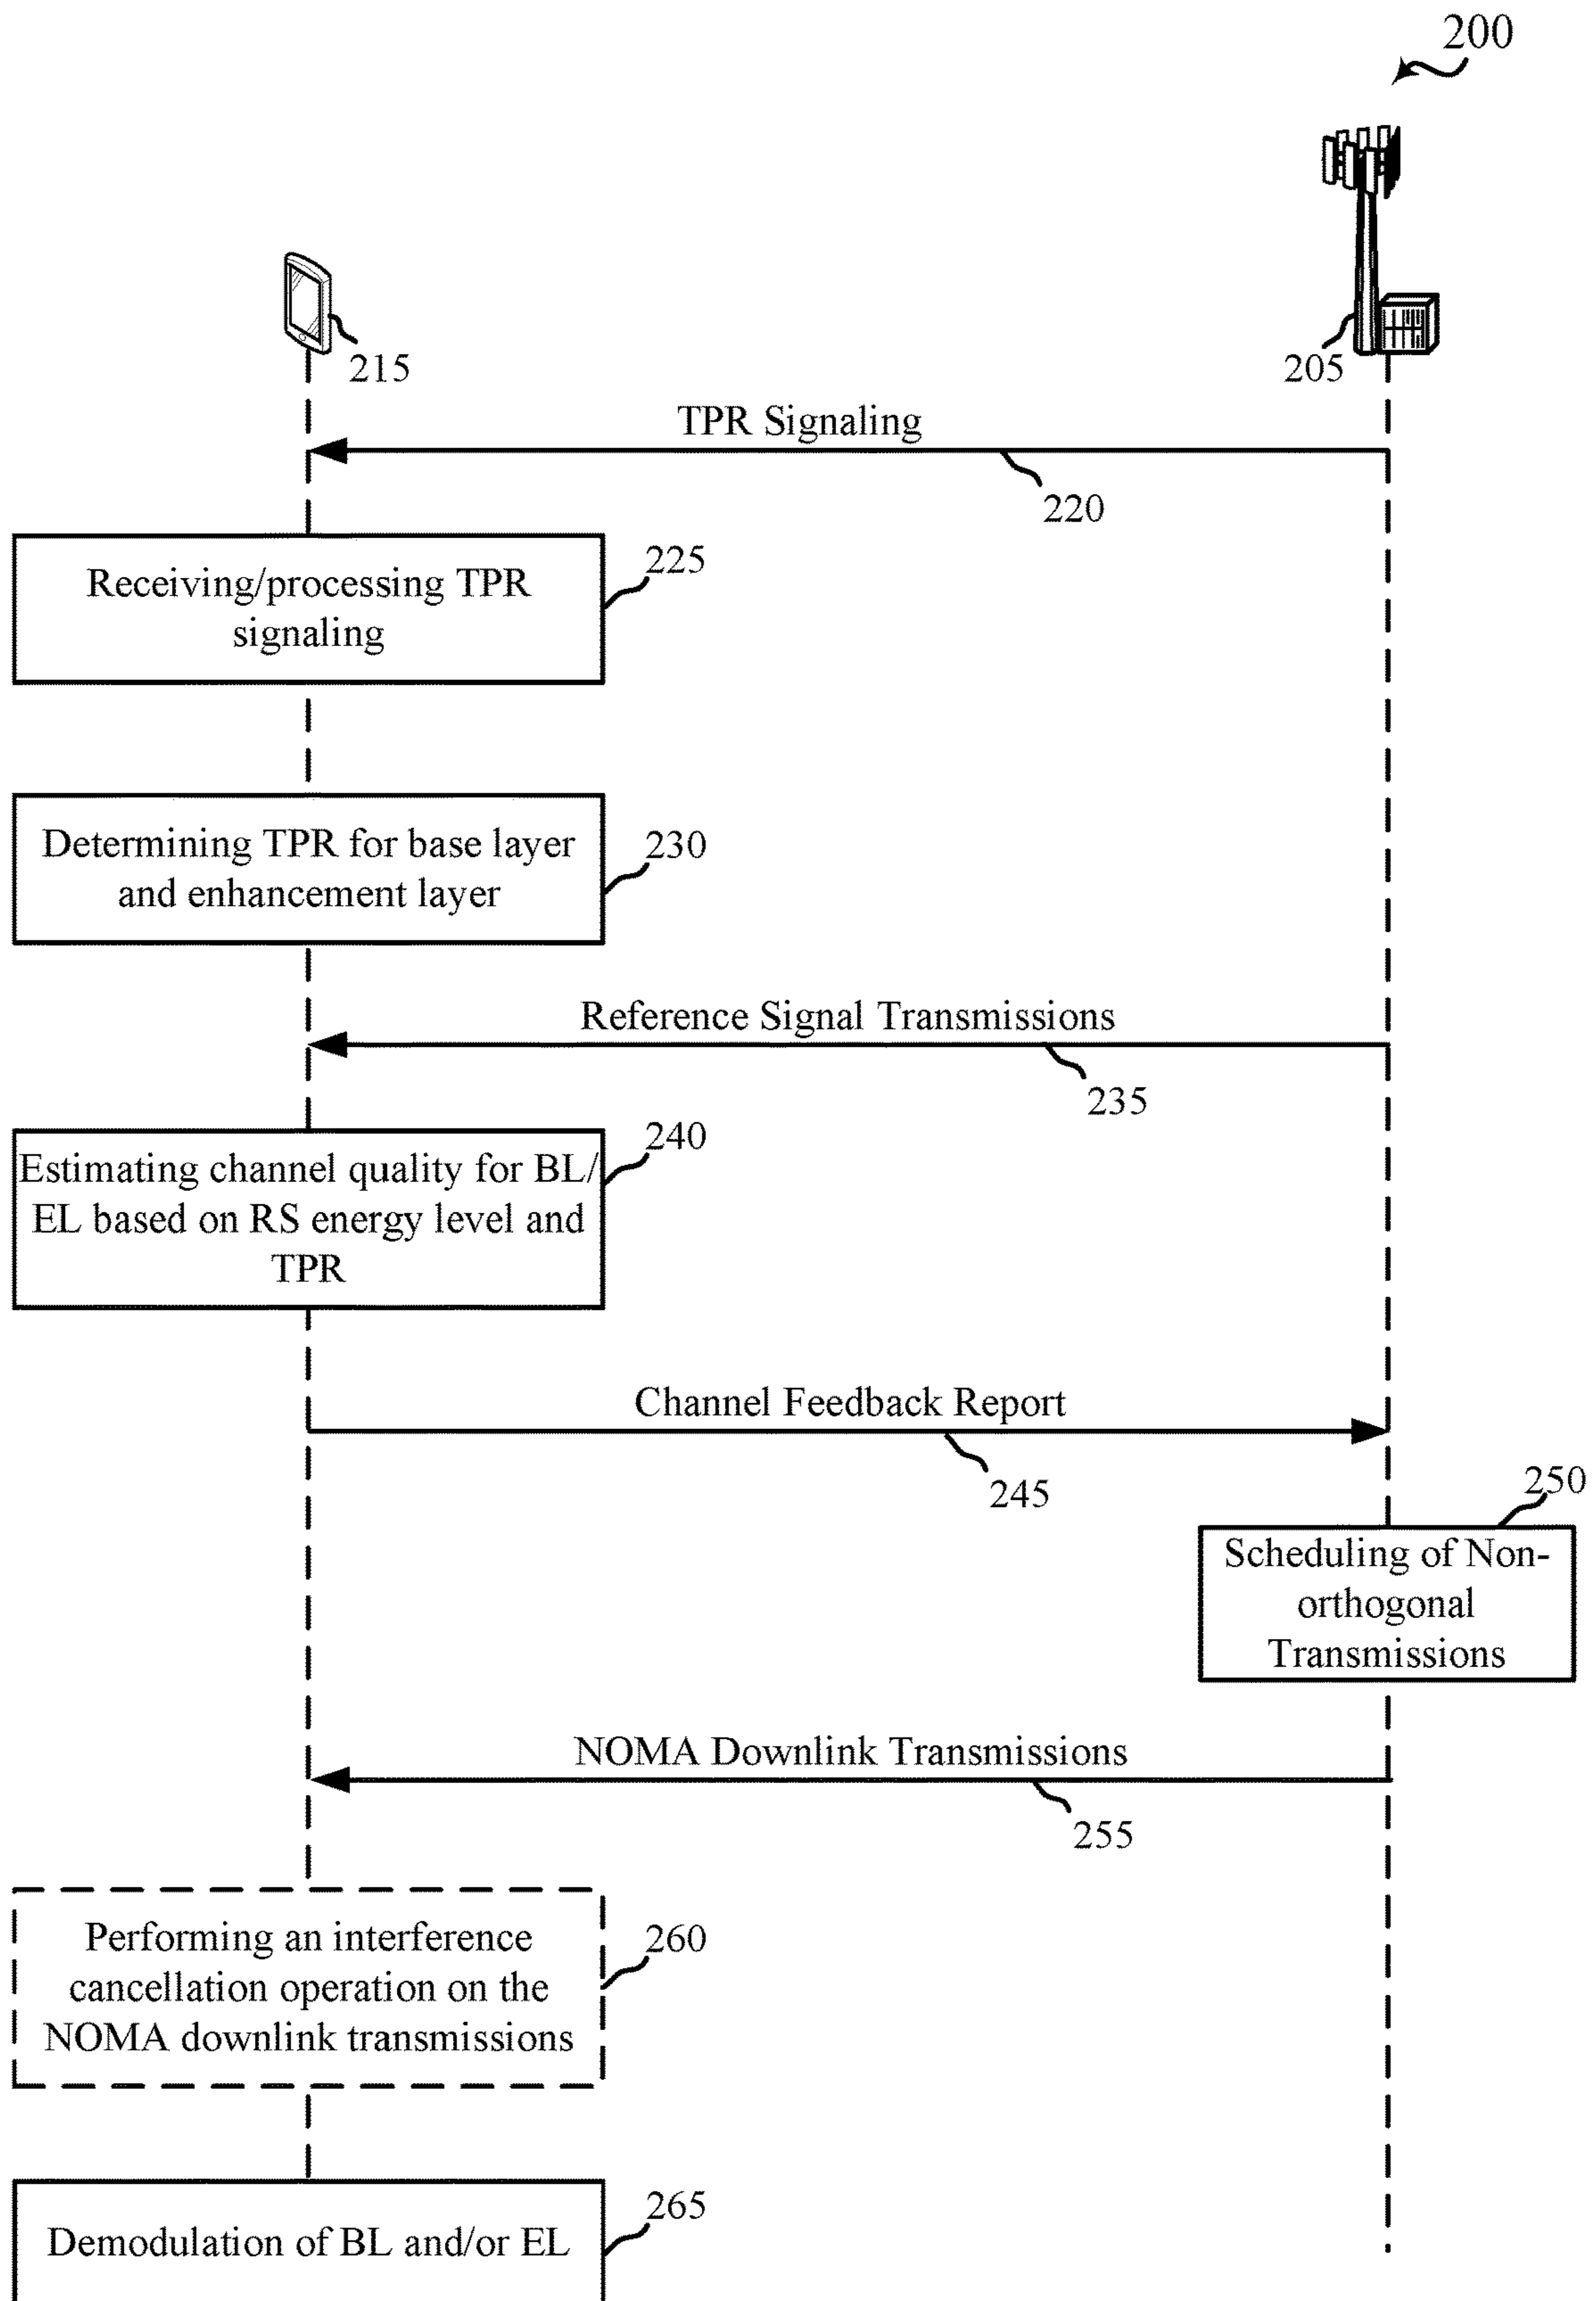 200
215
205
TPR Signaling
220
Receiving/processing TPR
signaling
225
Determining TPR for base layer
and enhancement layer
230
Reference Signal Transmissions
235
Estimating channel quality for BL/
EL based on RS energy level and
TPR
240
Channel Feedback Report
245
250
Scheduling of Non-
orthogonal
Transmissions
NOMA Downlink Transmissions
255
Performing an interference
cancellation operation on the
NOMA downlink transmissions
260
Demodulation of BL and/or EL
265